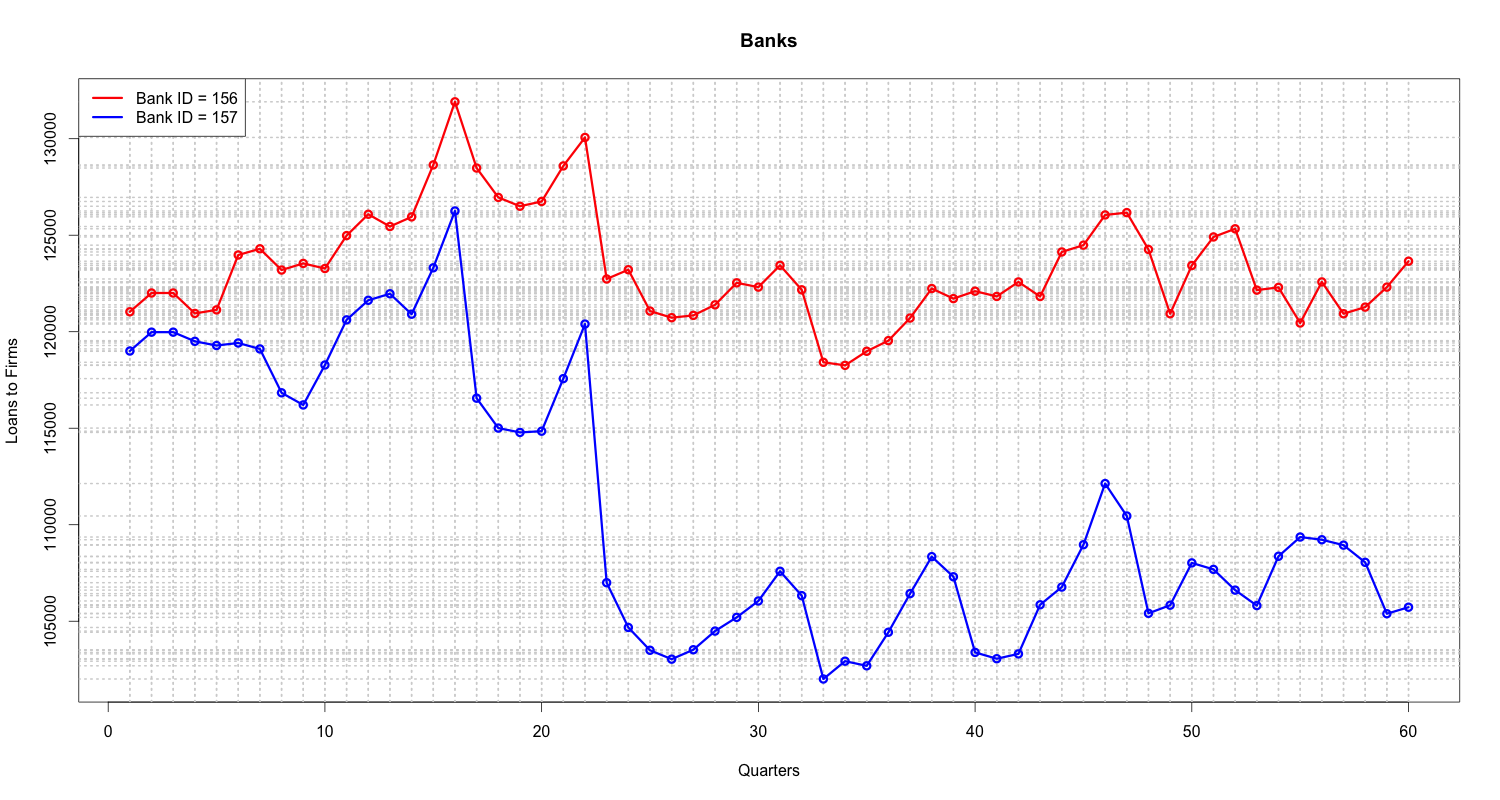 Banks
Bank ID = 156
Bank ID = 157
Loans to Firms
130000
125000
120000
115000
110000
105000
0 10 20 30 40 50 60
Quarters